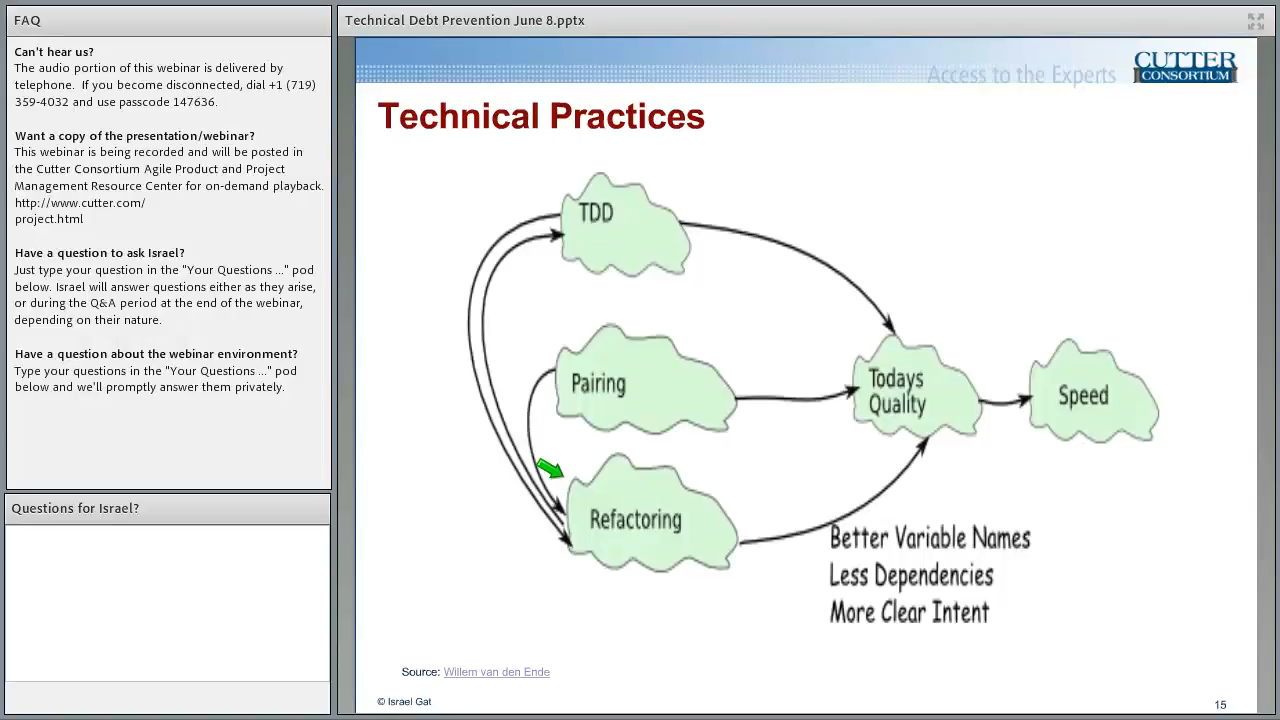 FAQ
Can't hear us?
The audio portion of this webinar is delivered by
telephone. If you become disconnected, dial +1 (719)
359-4032 and use passcode 147636.
Want a copy of the presentation/webinar?
This webinar is being recorded and will be posted in
the Cutter Consortium Agile Product and Project
Management Resource Center for on-demand playback.
http://www.cutter.com/
project.html
Have a question to ask Israel?
Just type your question in the "Your Questions ..." pod
below. Israel will answer questions either as they arise,
or during the Q&A period at the end of the webinar,
depending on their nature.
Have a question about the webinar environment?
Type your questions in the "Your Questions ..." pod
below and we'll promptly answer them privately.
Questions for Israel?
Technical Debt Prevention June 8.pptx
Access to the Experts
CUTTER
CONSORTIUM
Technical Practices
TDD
Pairing
Refactoring
Todays
Quality
Speed
Better Variable Names
Less Dependencies
More Clear Intent
Source: Willem van den Ende
© Israel Gat
15